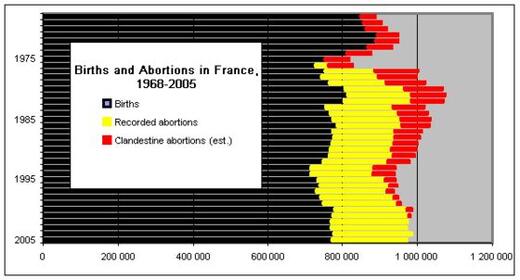 Births and Abortions in France,
1968-2005
Births
Recorded abortions
Clandestine abortions (est.)
1975
1985
1995
2005
0
200 000
400 000
600 000
800 000
1 000 000
1 200 000